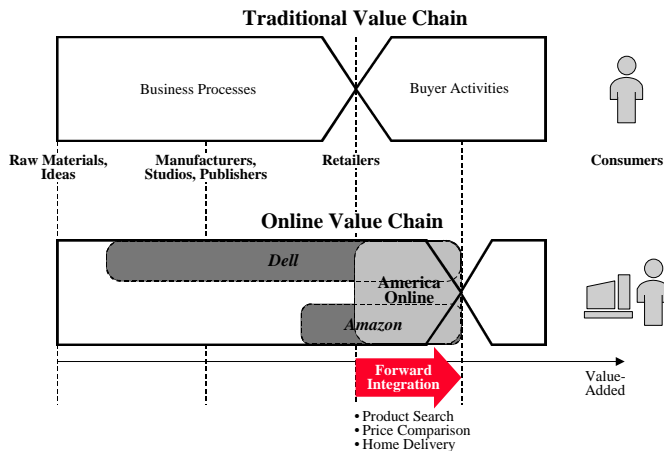 Traditional Value Chain
Business Processes
Buyer Activities
Raw Materials,
Ideas
Manufacturers,
Studios, Publishers
Retailers
Consumers
Online Value Chain
Dell
America
Online
Amazon
Forward
Integration
Value-
Added
• Product Search
• Price Comparison
• Home Delivery